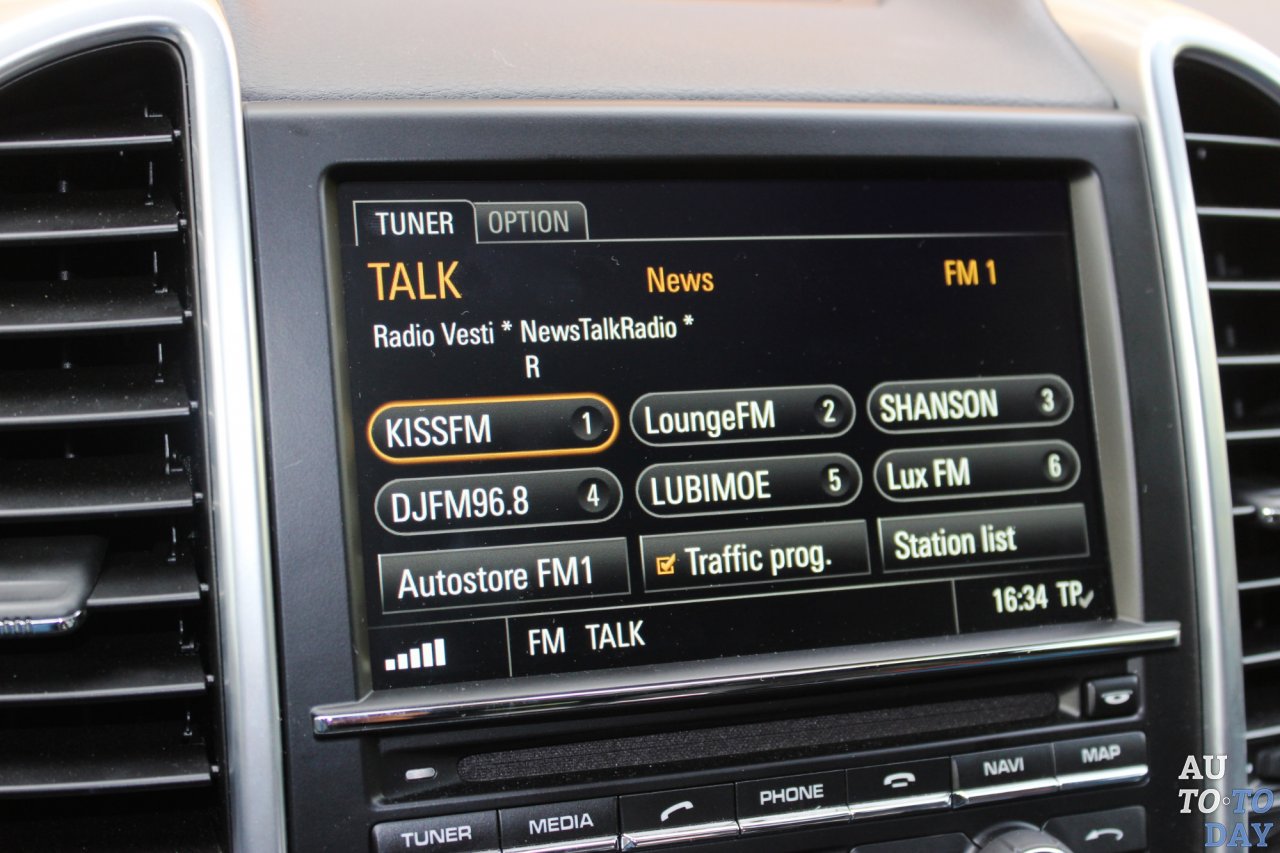 TUNER OPTION
TALK News FM 1
Radio Vesti * NewsTalkRadio *
R
KISSFM 1 LoungeFM 2 SHANSON 3
DJFM96.8 4 LUBIMOE 5 Lux FM 6
Autostore FM1 Traffic prog. Station list
FM TALK 16:34 TP
TUNER MEDIA PHONE NAVI MAP
AU
TO·TO
DAY